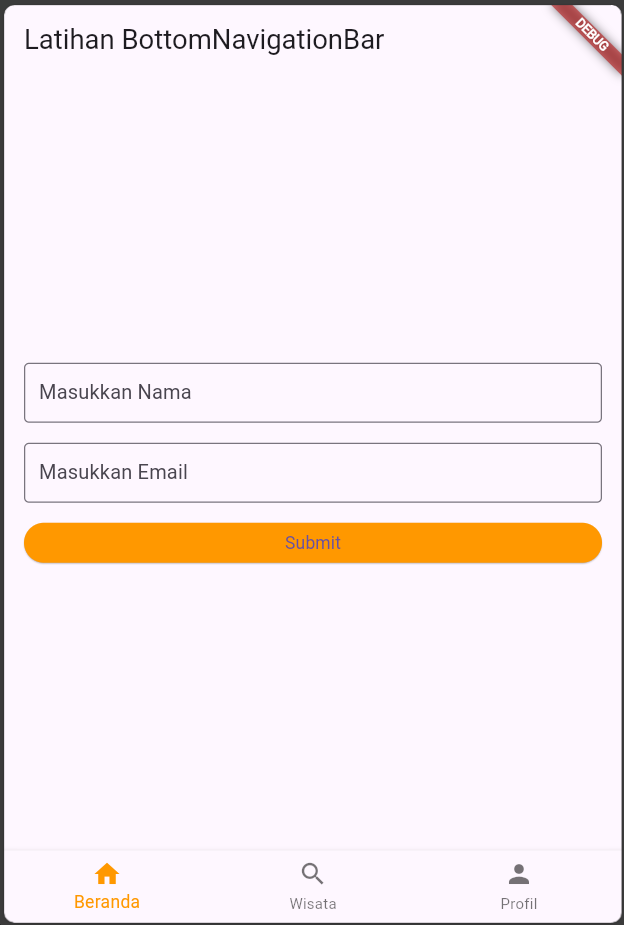 Latihan BottomNavigationBar
DEBUG
Masukkan Nama
Masukkan Email
Submit
Beranda
Wisata
Profil